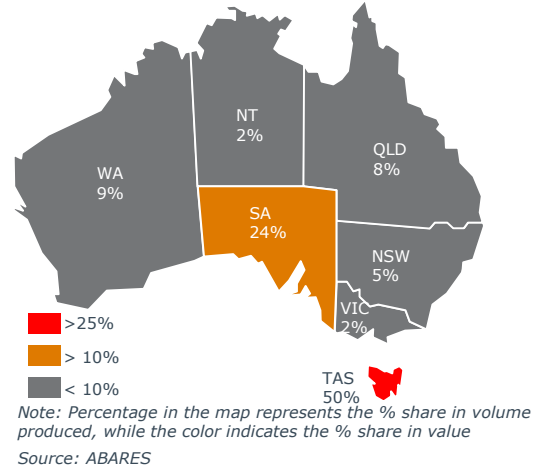 NT
2%
QLD
8%
WA
9%
SA
24%
NSW
5%
VIC
2%
>25%
> 10%
< 10%
TAS
50%
Note: Percentage in the map represents the % share in volume
produced, while the color indicates the % share in value
Source: ABARES